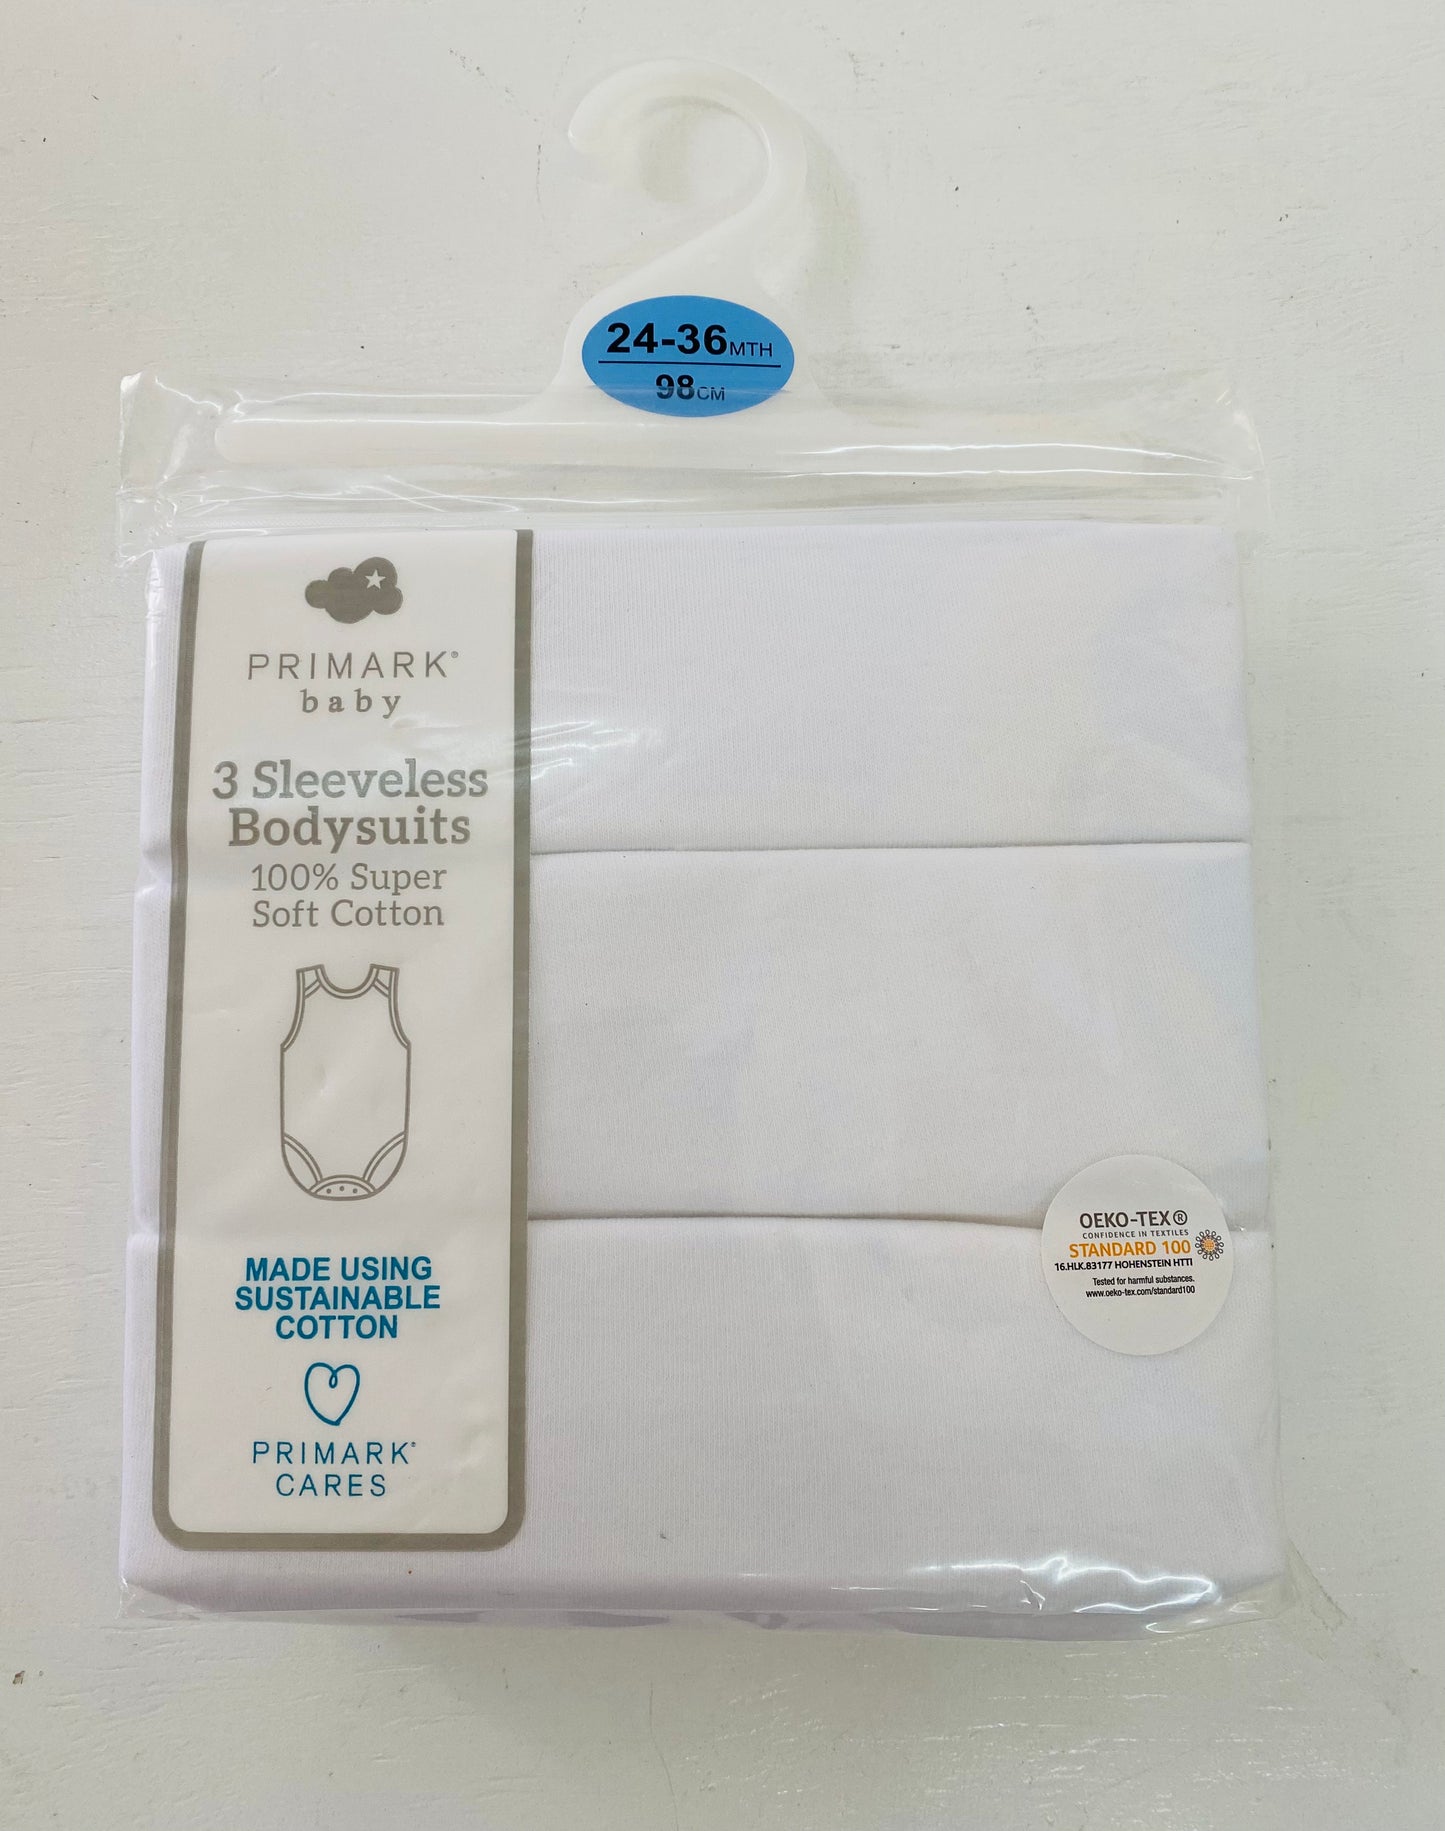 24-36MTH
98CM
PRIMARK®
baby
3 Sleeveless
Bodysuits
100% Super
Soft Cotton
MADE USING
SUSTAINABLE
COTTON
PRIMARK®
CARES
OEKO-TEX®
CONFIDENCE IN TEXTILES
STANDARD 100
16.HLK.83177 HOHENSTEIN HTTI
Tested for harmful substances.
www.oeko-tex.com/standard100